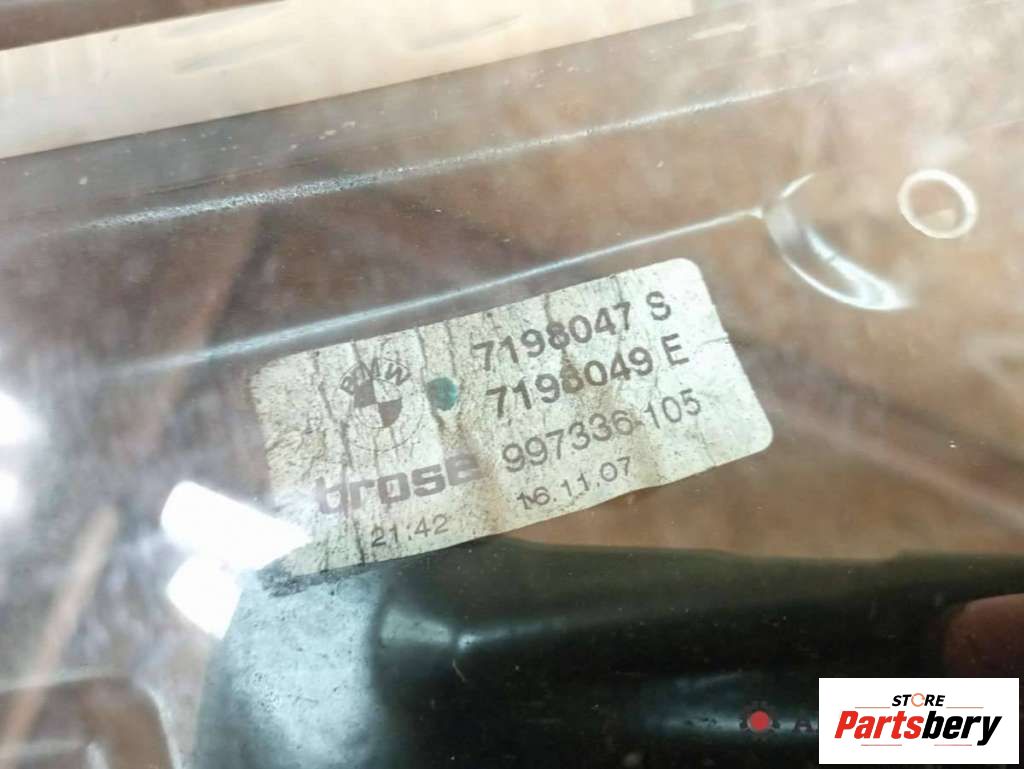 BMW
7198047 S
7198049 E
brose
997336-105
21:42
16.11.07
A
STORE
Partsbery